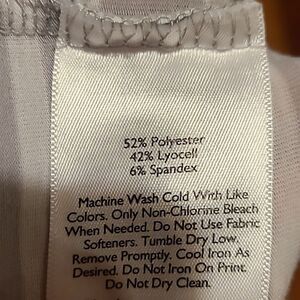 52% Polyester
42% Lyocell
6% Spandex
Machine Wash Cold With Like
Colors. Only Non-Chlorine Bleach
When Needed. Do Not Use Fabric
Softeners. Tumble Dry Low.
Remove Promptly. Cool Iron As
Desired. Do Not Iron On Print.
Do Not Dry Clean.